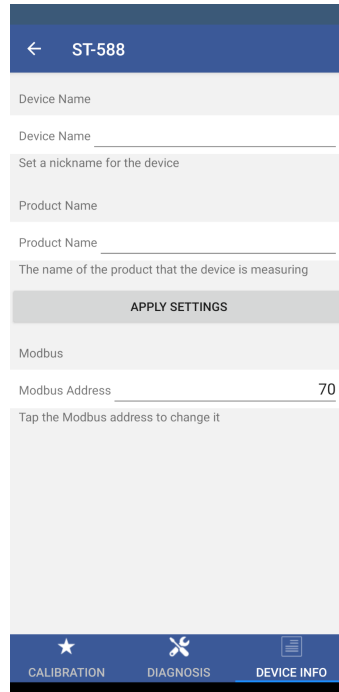 ST-588
Device Name
Device Name
Set a nickname for the device
Product Name
Product Name
The name of the product that the device is measuring
APPLY SETTINGS
Modbus
Modbus Address 70
Tap the Modbus address to change it
CALIBRATION DIAGNOSIS DEVICE INFO